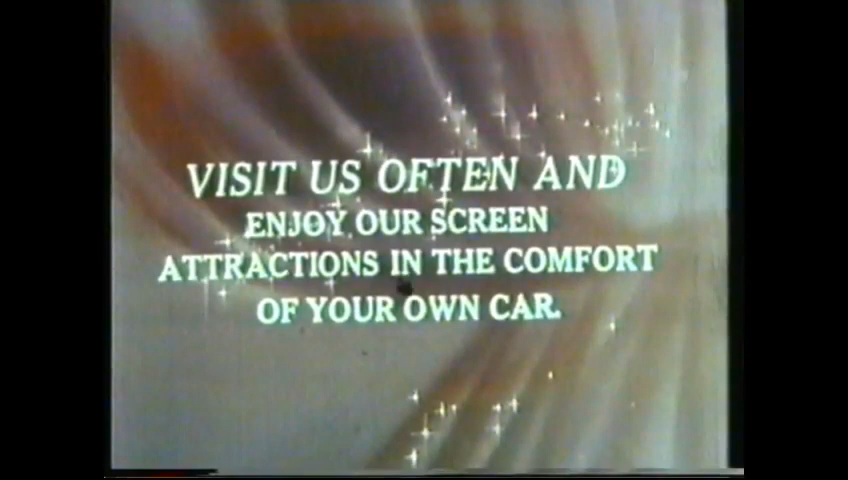 VISIT US OFTEN AND
ENJOY OUR SCREEN
ATTRACTIONS IN THE COMFORT
OF YOUR OWN CAR.